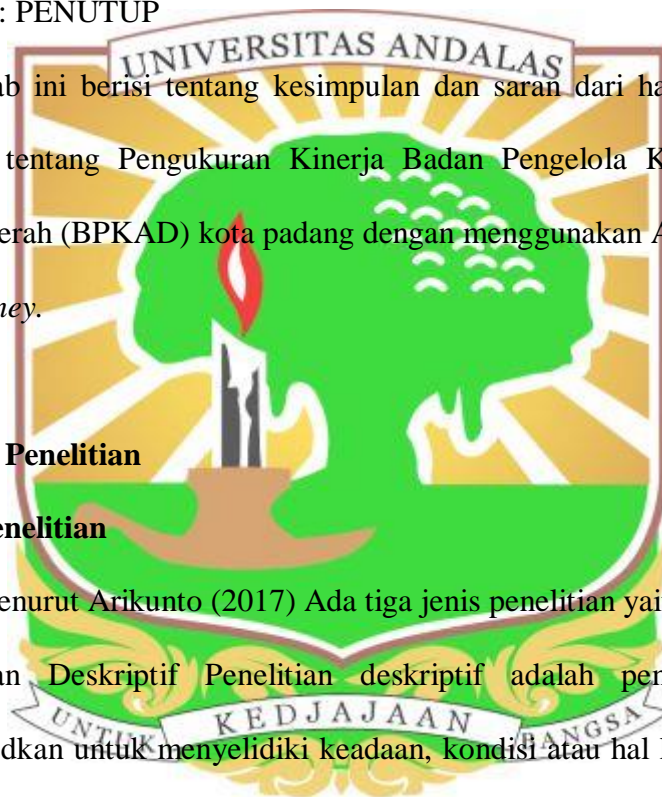 : PENUTUP
UNIVERSITAS ANDALAS
ab ini berisi tentang kesimpulan dan saran dari ha
tentang Pengukuran Kinerja Badan Pengelola K
erah (BPKAD) kota padang dengan menggunakan A
ney.
Penelitian
enelitian
enurut Arikunto (2017) Ada tiga jenis penelitian yai
an Deskriptif Penelitian deskriptif adalah pen
UNTUK KEDJAJAAN BANGSA
dkan untuk menyelidiki keadaan, kondisi atau hal l